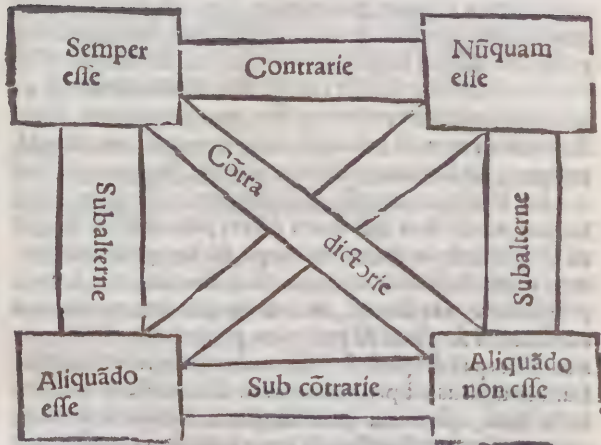 Semper
eſſe
Contrarie
Nũquam
eſſe
Cõtra
dictorie
Subalterne
Subalterne
Aliquãdo
eſſe
Sub cõtrarie
Aliquãdo
non eſſe